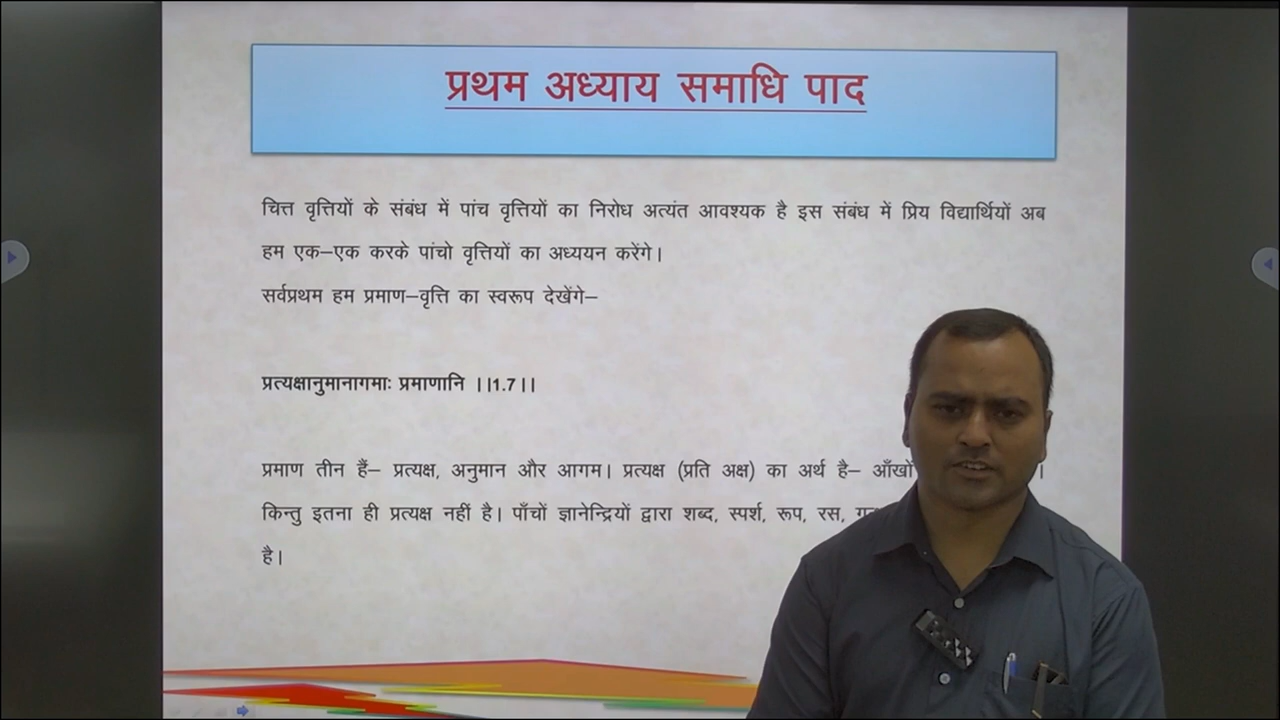 प्रथम अध्याय समाधि पाद
चित्त वृत्तियों के संबंध में पांच वृत्तियों का निरोध अत्यंत आवश्यक है इस संबंध में प्रिय विद्यार्थियों अब
हम एक–एक करके पांचो वृत्तियों का अध्ययन करेंगे।
सर्वप्रथम हम प्रमाण–वृत्ति का स्वरूप देखेंगे–
प्रत्यक्षानुमानागमाः प्रमाणानि ।।1.7।।
प्रमाण तीन हैं– प्रत्यक्ष, अनुमान और आगम। प्रत्यक्ष (प्रति अक्ष) का अर्थ है– आँखों ।
किन्तु इतना ही प्रत्यक्ष नहीं है। पाँचों ज्ञानेन्द्रियों द्वारा शब्द, स्पर्श, रूप, रस,
है।